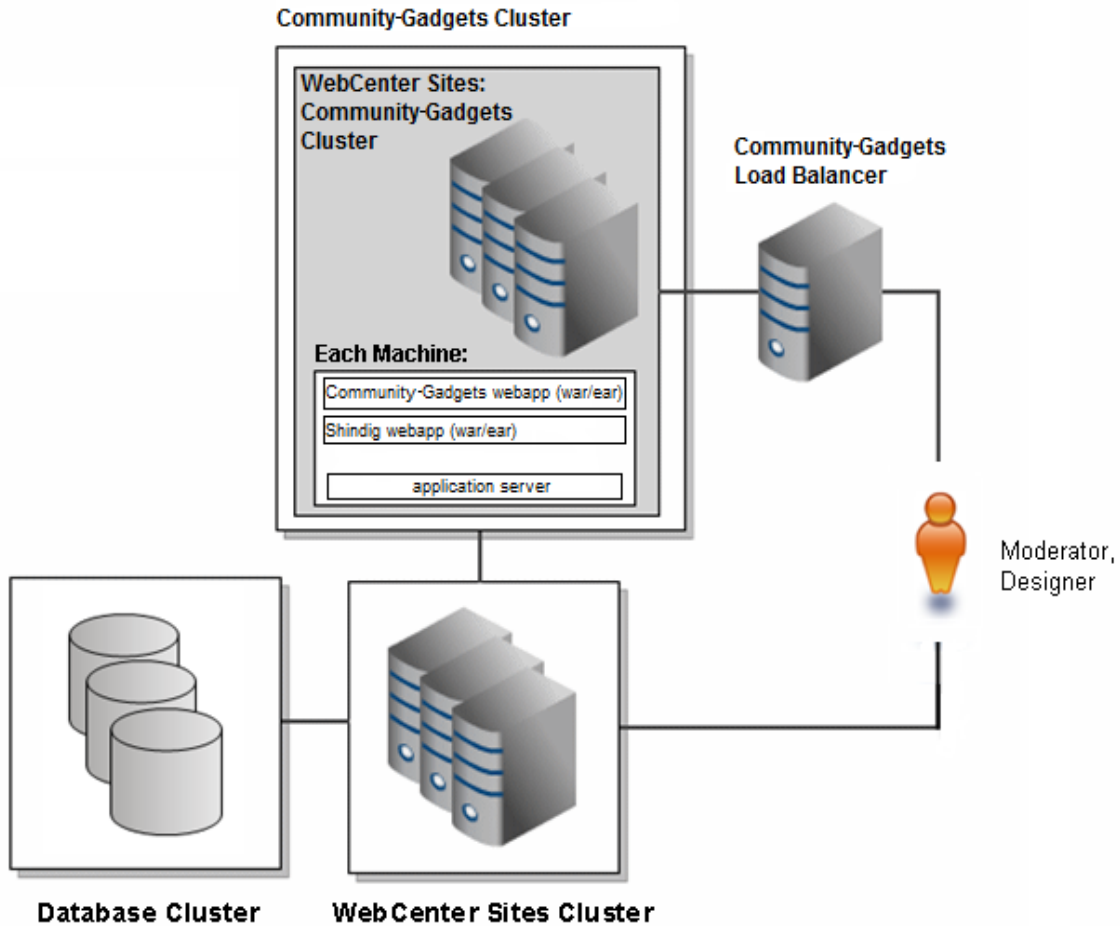 Community-Gadgets Cluster
WebCenter Sites:
Community-Gadgets
Cluster
Community-Gadgets
Load Balancer
Each Machine:
Community-Gadgets webapp (war/ear)
Shindig webapp (war/ear)
application server
Moderator,
Designer
Database Cluster
WebCenter Sites Cluster